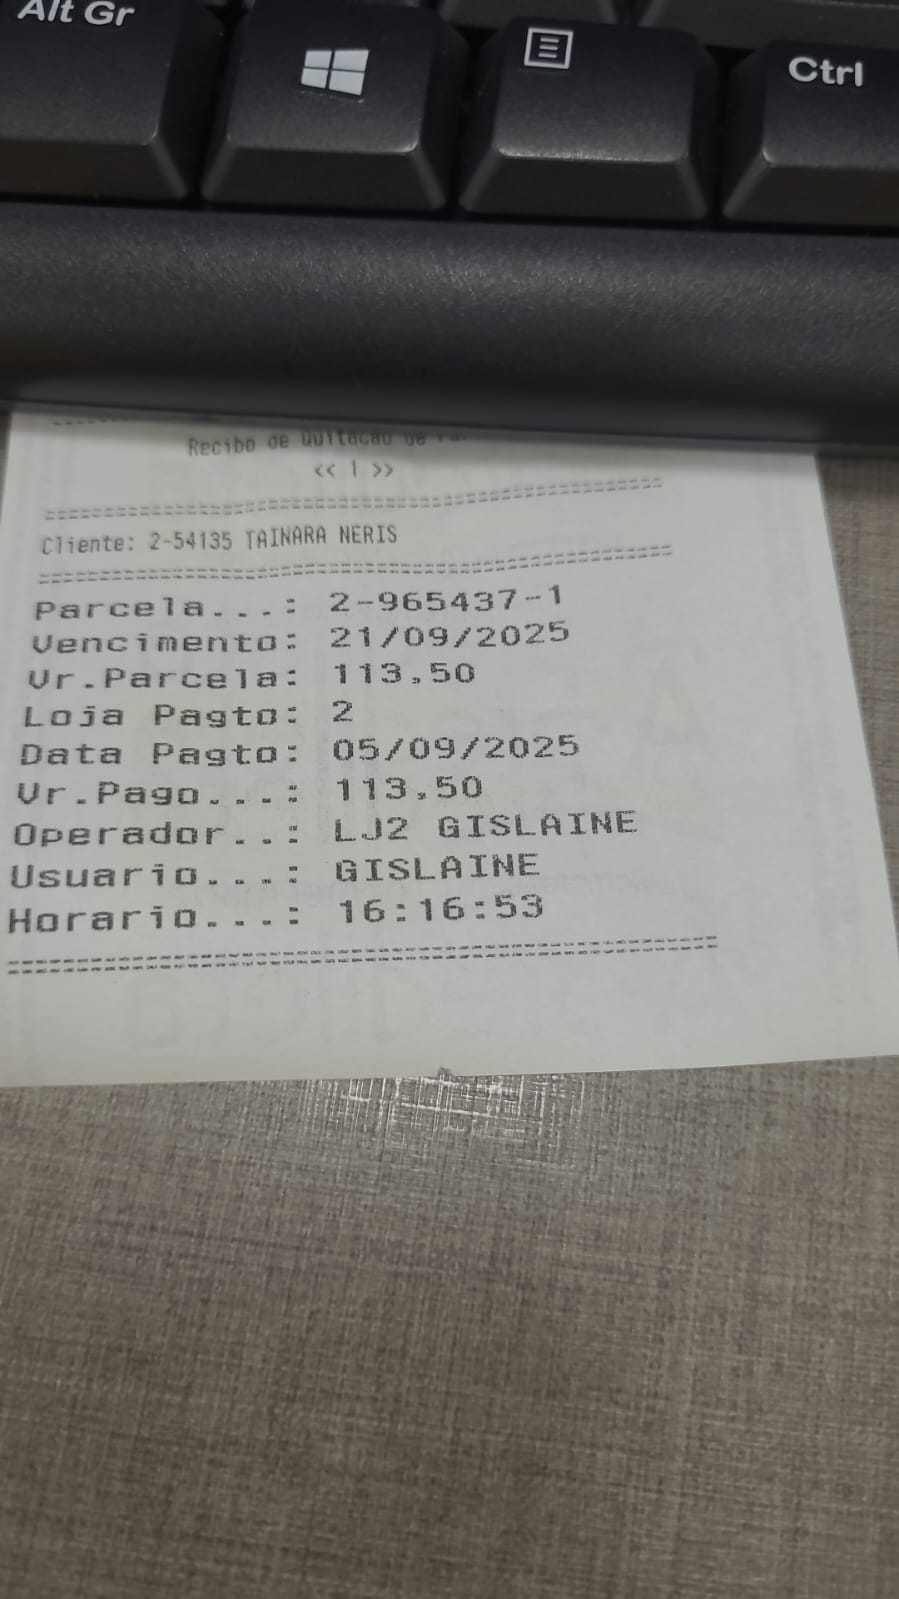 Alt Gr
Ctrl
Recibo de Quitacao de
<< 1 >>
Cliente: 2-54135 TAINARA NERIS
Parcela...: 2-965437-1
Vencimento: 21/09/2025
Vr.Parcela: 113,50
Loja Pagto: 2
Data Pagto: 05/09/2025
Vr.Pago...: 113,50
Operador..: LJ2 GISLAINE
Usuario...: GISLAINE
Horario...: 16:16:53